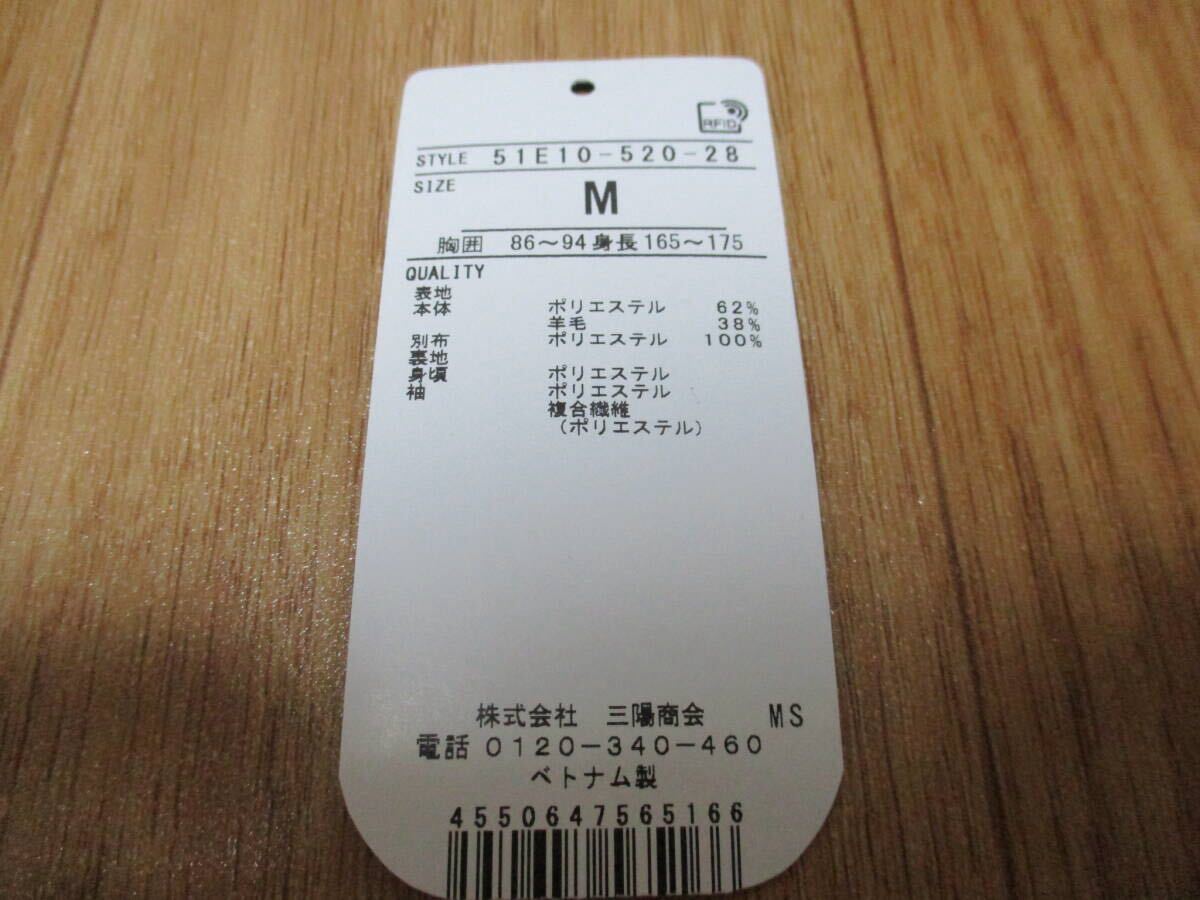 RFID
STYLE 51E10-520-28
SIZE
M
胸囲 86～94 身長 165～175
QUALITY
表地
本体 ポリエステル 62%
羊毛 38%
別布 ポリエステル 100%
裏地
身頃 ポリエステル
袖 ポリエステル
複合繊維
（ポリエステル）
株式会社 三陽商会 MS
電話 0120-340-460
ベトナム製
4550647565166